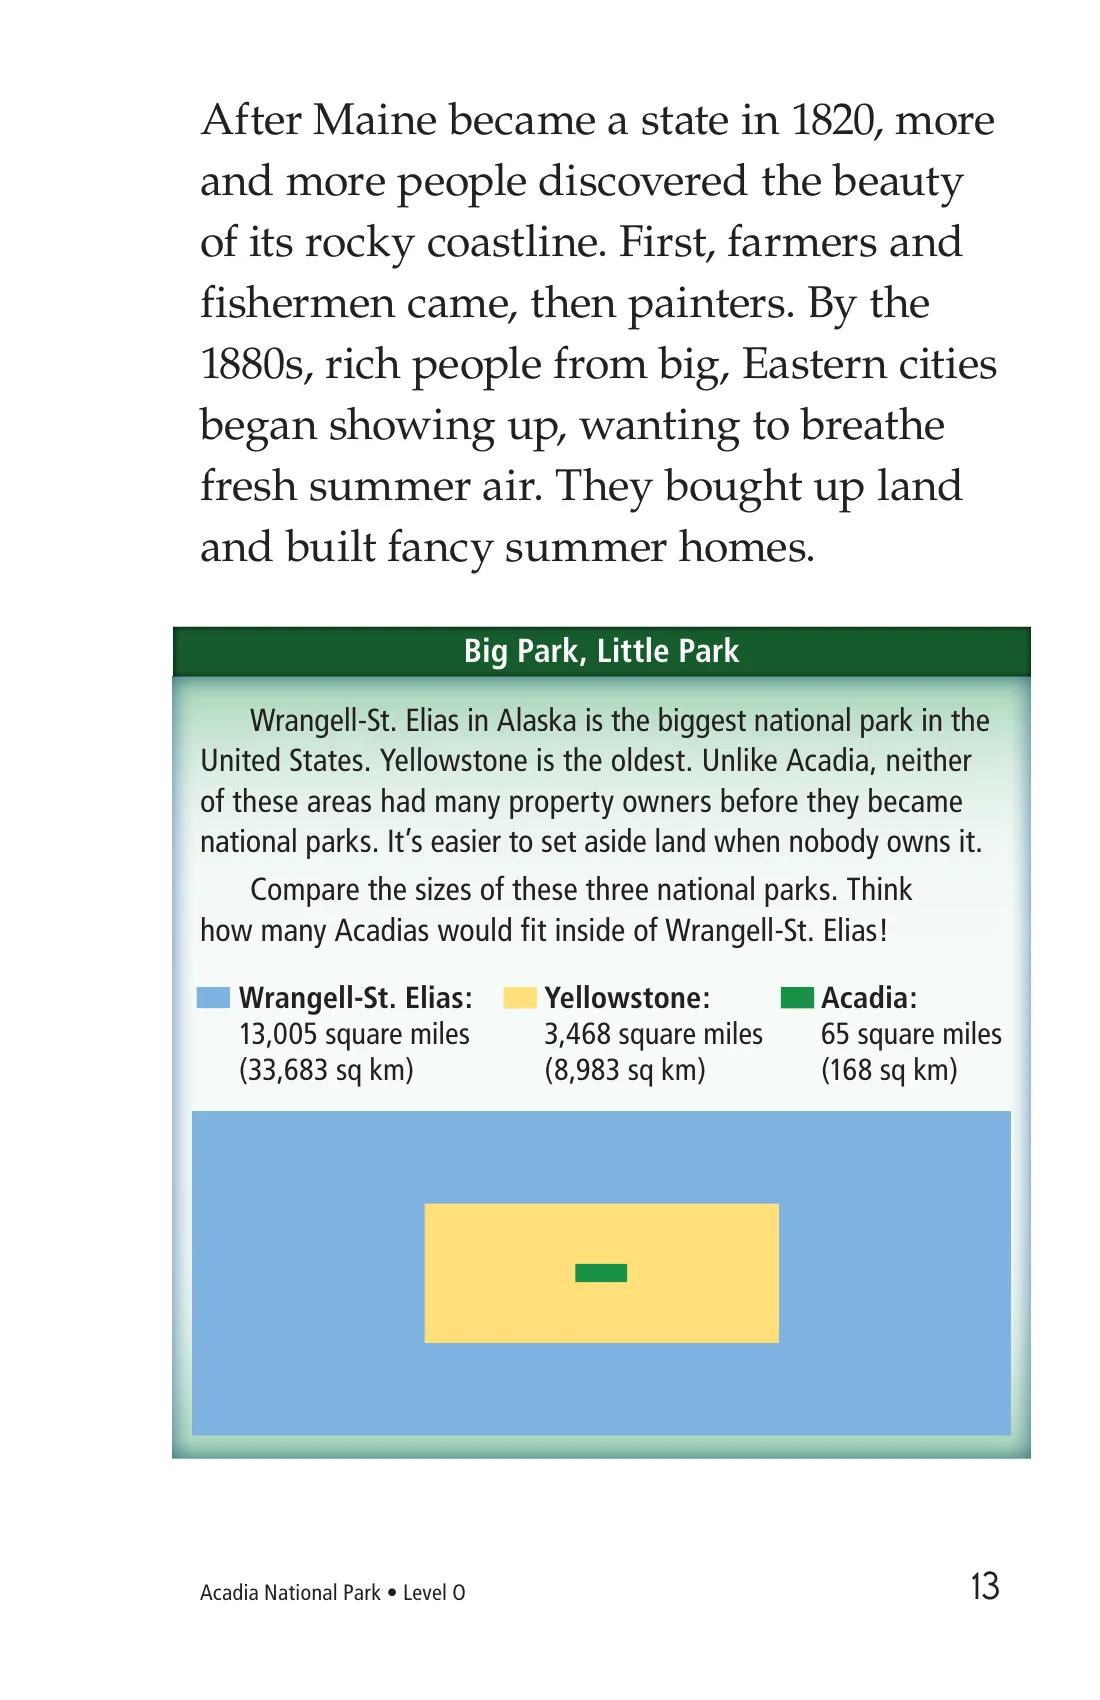 After Maine became a state in 1820, more
and more people discovered the beauty
of its rocky coastline. First, farmers and
fishermen came, then painters. By the
1880s, rich people from big, Eastern cities
began showing up, wanting to breathe
fresh summer air. They bought up land
and built fancy summer homes.
Big Park, Little Park
Wrangell-St. Elias in Alaska is the biggest national park in the
United States. Yellowstone is the oldest. Unlike Acadia, neither
of these areas had many property owners before they became
national parks. It’s easier to set aside land when nobody owns it.
Compare the sizes of these three national parks. Think
how many Acadias would fit inside of Wrangell-St. Elias!
Wrangell-St. Elias:
13,005 square miles
(33,683 sq km)
Yellowstone:
3,468 square miles
(8,983 sq km)
Acadia:
65 square miles
(168 sq km)
Acadia National Park • Level O
13